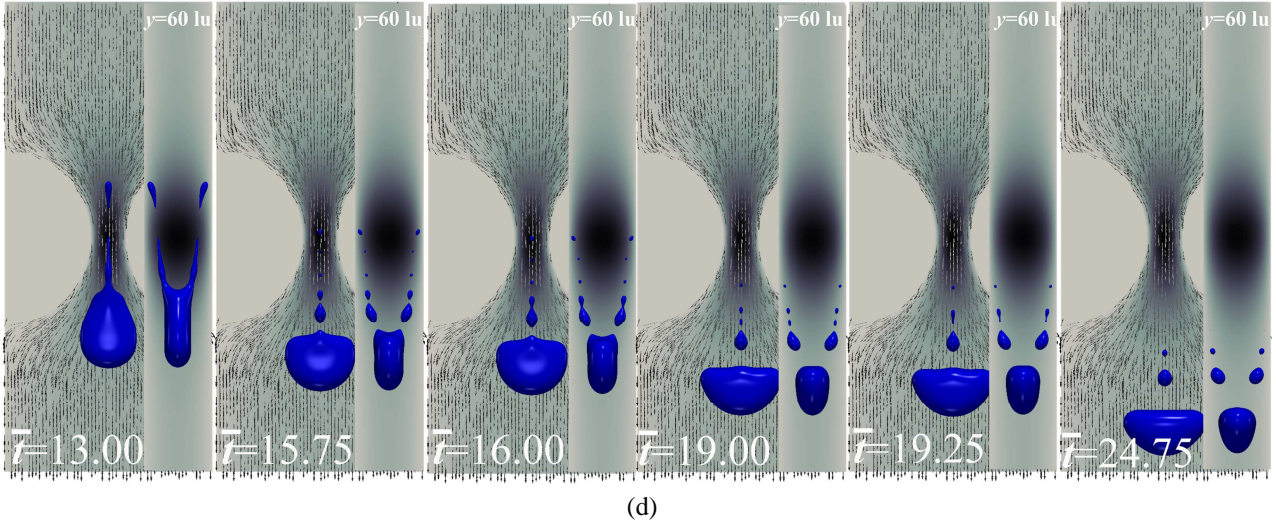 y=60 lu
y=60 lu
y=60 lu
y=60 lu
y=60 lu
y=60 lu
t̅=13.00
t̅=15.75
t̅=16.00
t̅=19.00
t̅=19.25
t̅=24.75
(d)